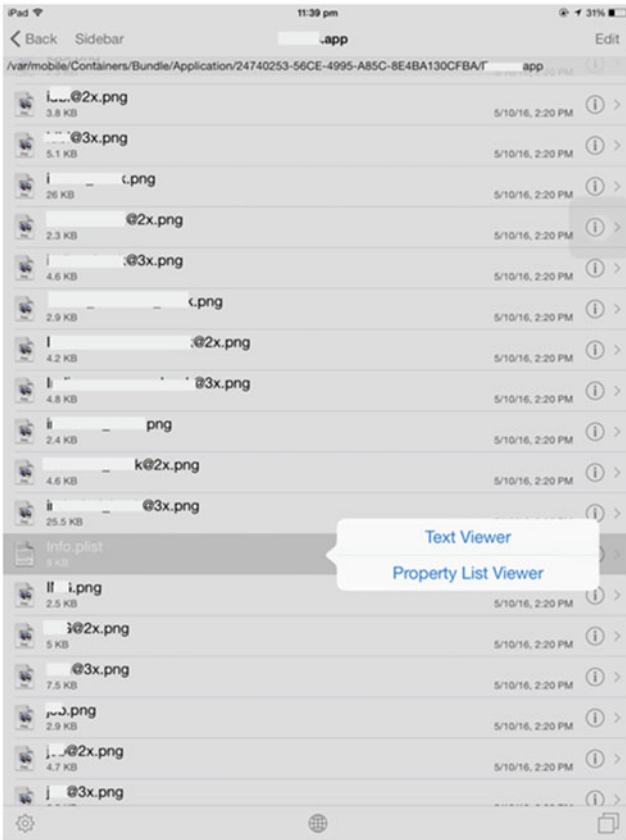 iPad 11:39 pm 31%
Back Sidebar .app Edit
/var/mobile/Containers/Bundle/Application/24740253-56CE-4995-A85C-8E4BA130CFBA/ app
@2x.png
3.8 KB 5/10/16, 2:20 PM
@3x.png
5.1 KB 5/10/16, 2:20 PM
.png
26 KB 5/10/16, 2:20 PM
@2x.png
2.3 KB 5/10/16, 2:20 PM
@3x.png
4.6 KB 5/10/16, 2:20 PM
k.png
2.9 KB 5/10/16, 2:20 PM
@2x.png
4.2 KB 5/10/16, 2:20 PM
@3x.png
4.8 KB 5/10/16, 2:20 PM
png
2.4 KB 5/10/16, 2:20 PM
k@2x.png
4.6 KB 5/10/16, 2:20 PM
@3x.png
25.5 KB
Text Viewer
Info.plist
9 KB
Property List Viewer
.png
2.5 KB 5/10/16, 2:20 PM
@2x.png
5 KB 5/10/16, 2:20 PM
@3x.png
7.5 KB 5/10/16, 2:20 PM
.png
2.9 KB 5/10/16, 2:20 PM
@2x.png
4.7 KB 5/10/16, 2:20 PM
@3x.png